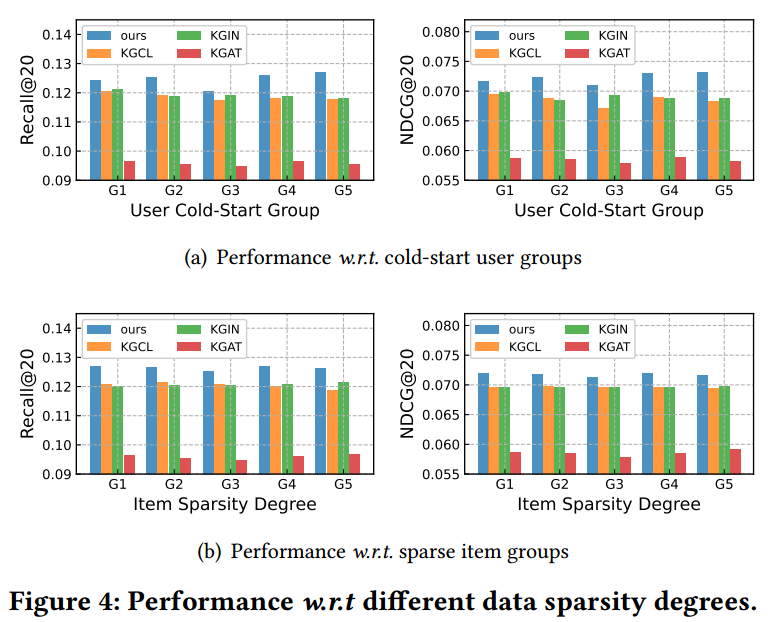 0.14
0.13
0.12
0.11
0.10
0.09
Recall@20
ours
KGCL
KGIN
KGAT
G1 G2 G3 G4 G5
User Cold-Start Group
0.080
0.075
0.070
0.065
0.060
0.055
NDCG@20
ours
KGCL
KGIN
KGAT
G1 G2 G3 G4 G5
User Cold-Start Group
(a) Performance w.r.t. cold-start user groups
0.14
0.13
0.12
0.11
0.10
0.09
Recall@20
ours
KGCL
KGIN
KGAT
G1 G2 G3 G4 G5
Item Sparsity Degree
0.080
0.075
0.070
0.065
0.060
0.055
NDCG@20
ours
KGCL
KGIN
KGAT
G1 G2 G3 G4 G5
Item Sparsity Degree
(b) Performance w.r.t. sparse item groups
Figure 4: Performance w.r.t different data sparsity degrees.